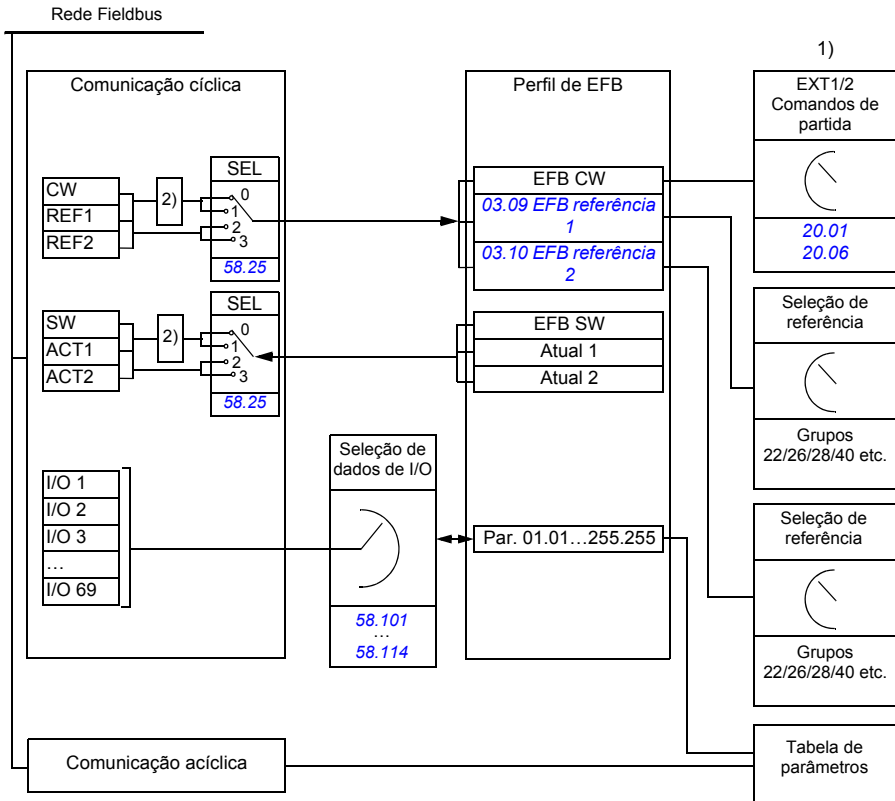 Rede Fieldbus
Comunicação cíclica
CW
REF1
REF2
2)
SEL
0
1
2
3
58.25
SW
ACT1
ACT2
2)
SEL
0
1
2
3
58.25
I/O 1
I/O 2
I/O 3
…
I/O 69
Seleção de
dados de I/O
58.101
…
58.114
Perfil de EFB
EFB CW
03.09 EFB referência
1
03.10 EFB referência
2
EFB SW
Atual 1
Atual 2
Par. 01.01…255.255
1)
EXT1/2
Comandos de
partida
20.01
20.06
Seleção de
referência
Grupos
22/26/28/40 etc.
Seleção de
referência
Grupos
22/26/28/40 etc.
Comunicação acíclica
Tabela de
parâmetros